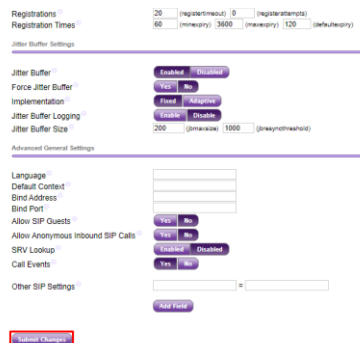 Registrations 20 (registertimeout) 0 (registerattempts)
Registration Times 60 (minexpiry) 3600 (maxexpiry) 120 (defaultexpiry)
Jitter Buffer Settings
Jitter Buffer Enabled Disabled
Force Jitter Buffer Yes No
Implementation Fixed Adaptive
Jitter Buffer Logging Enable Disable
Jitter Buffer Size 200 (jbmaxsize) 1000 (jbresyncthreshold)
Advanced General Settings
Language
Default Context
Bind Address
Bind Port
Allow SIP Guests Yes No
Allow Anonymous Inbound SIP Calls Yes No
SRV Lookup Enabled Disabled
Call Events Yes No
Other SIP Settings =
Add Field
Submit Changes